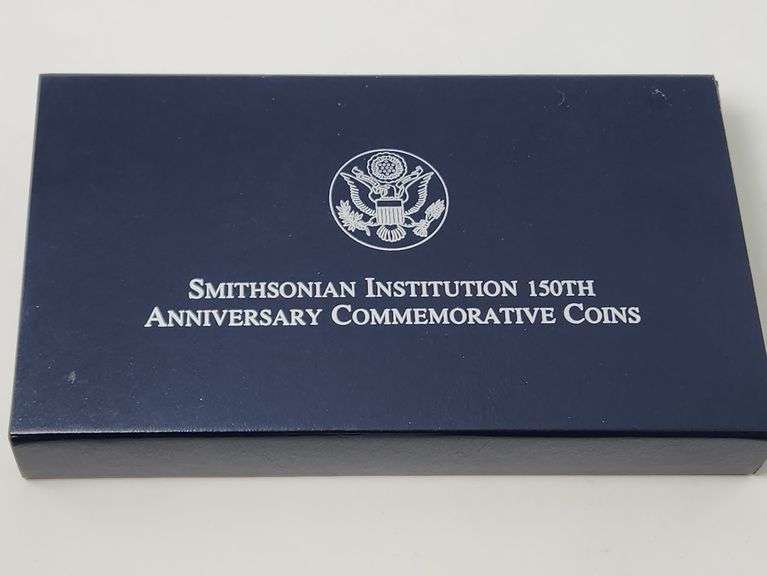 Smithsonian Institution 150th
Anniversary Commemorative Coins